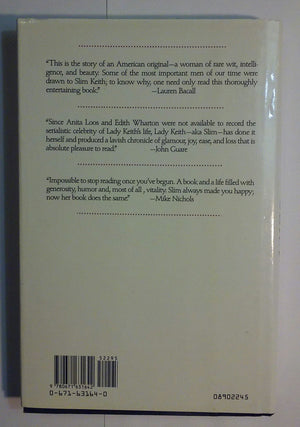 "This is the story of an American original—a woman of rare wit, intelli-
gence, and beauty. Some of the most important men of our time were
drawn to Slim Keith; to know why, one need only read this thoroughly
entertaining book."          —Lauren Bacall
"Since Anita Loos and Edith Wharton were not available to record the
serialistic celebrity of Lady Keith's life, Lady Keith—aka Slim—has done it
herself and produced a lavish chronicle of glamour, joy, ease, and loss that is
absolute pleasure to read."          —John Guare
"Impossible to stop reading once you've begun. A book and a life filled with
generosity, humor and, most of all , vitality. Slim always made you happy;
now her book does the same"          —Mike Nichols
52295
9 780671 631642
0-671-63164-0
08902245